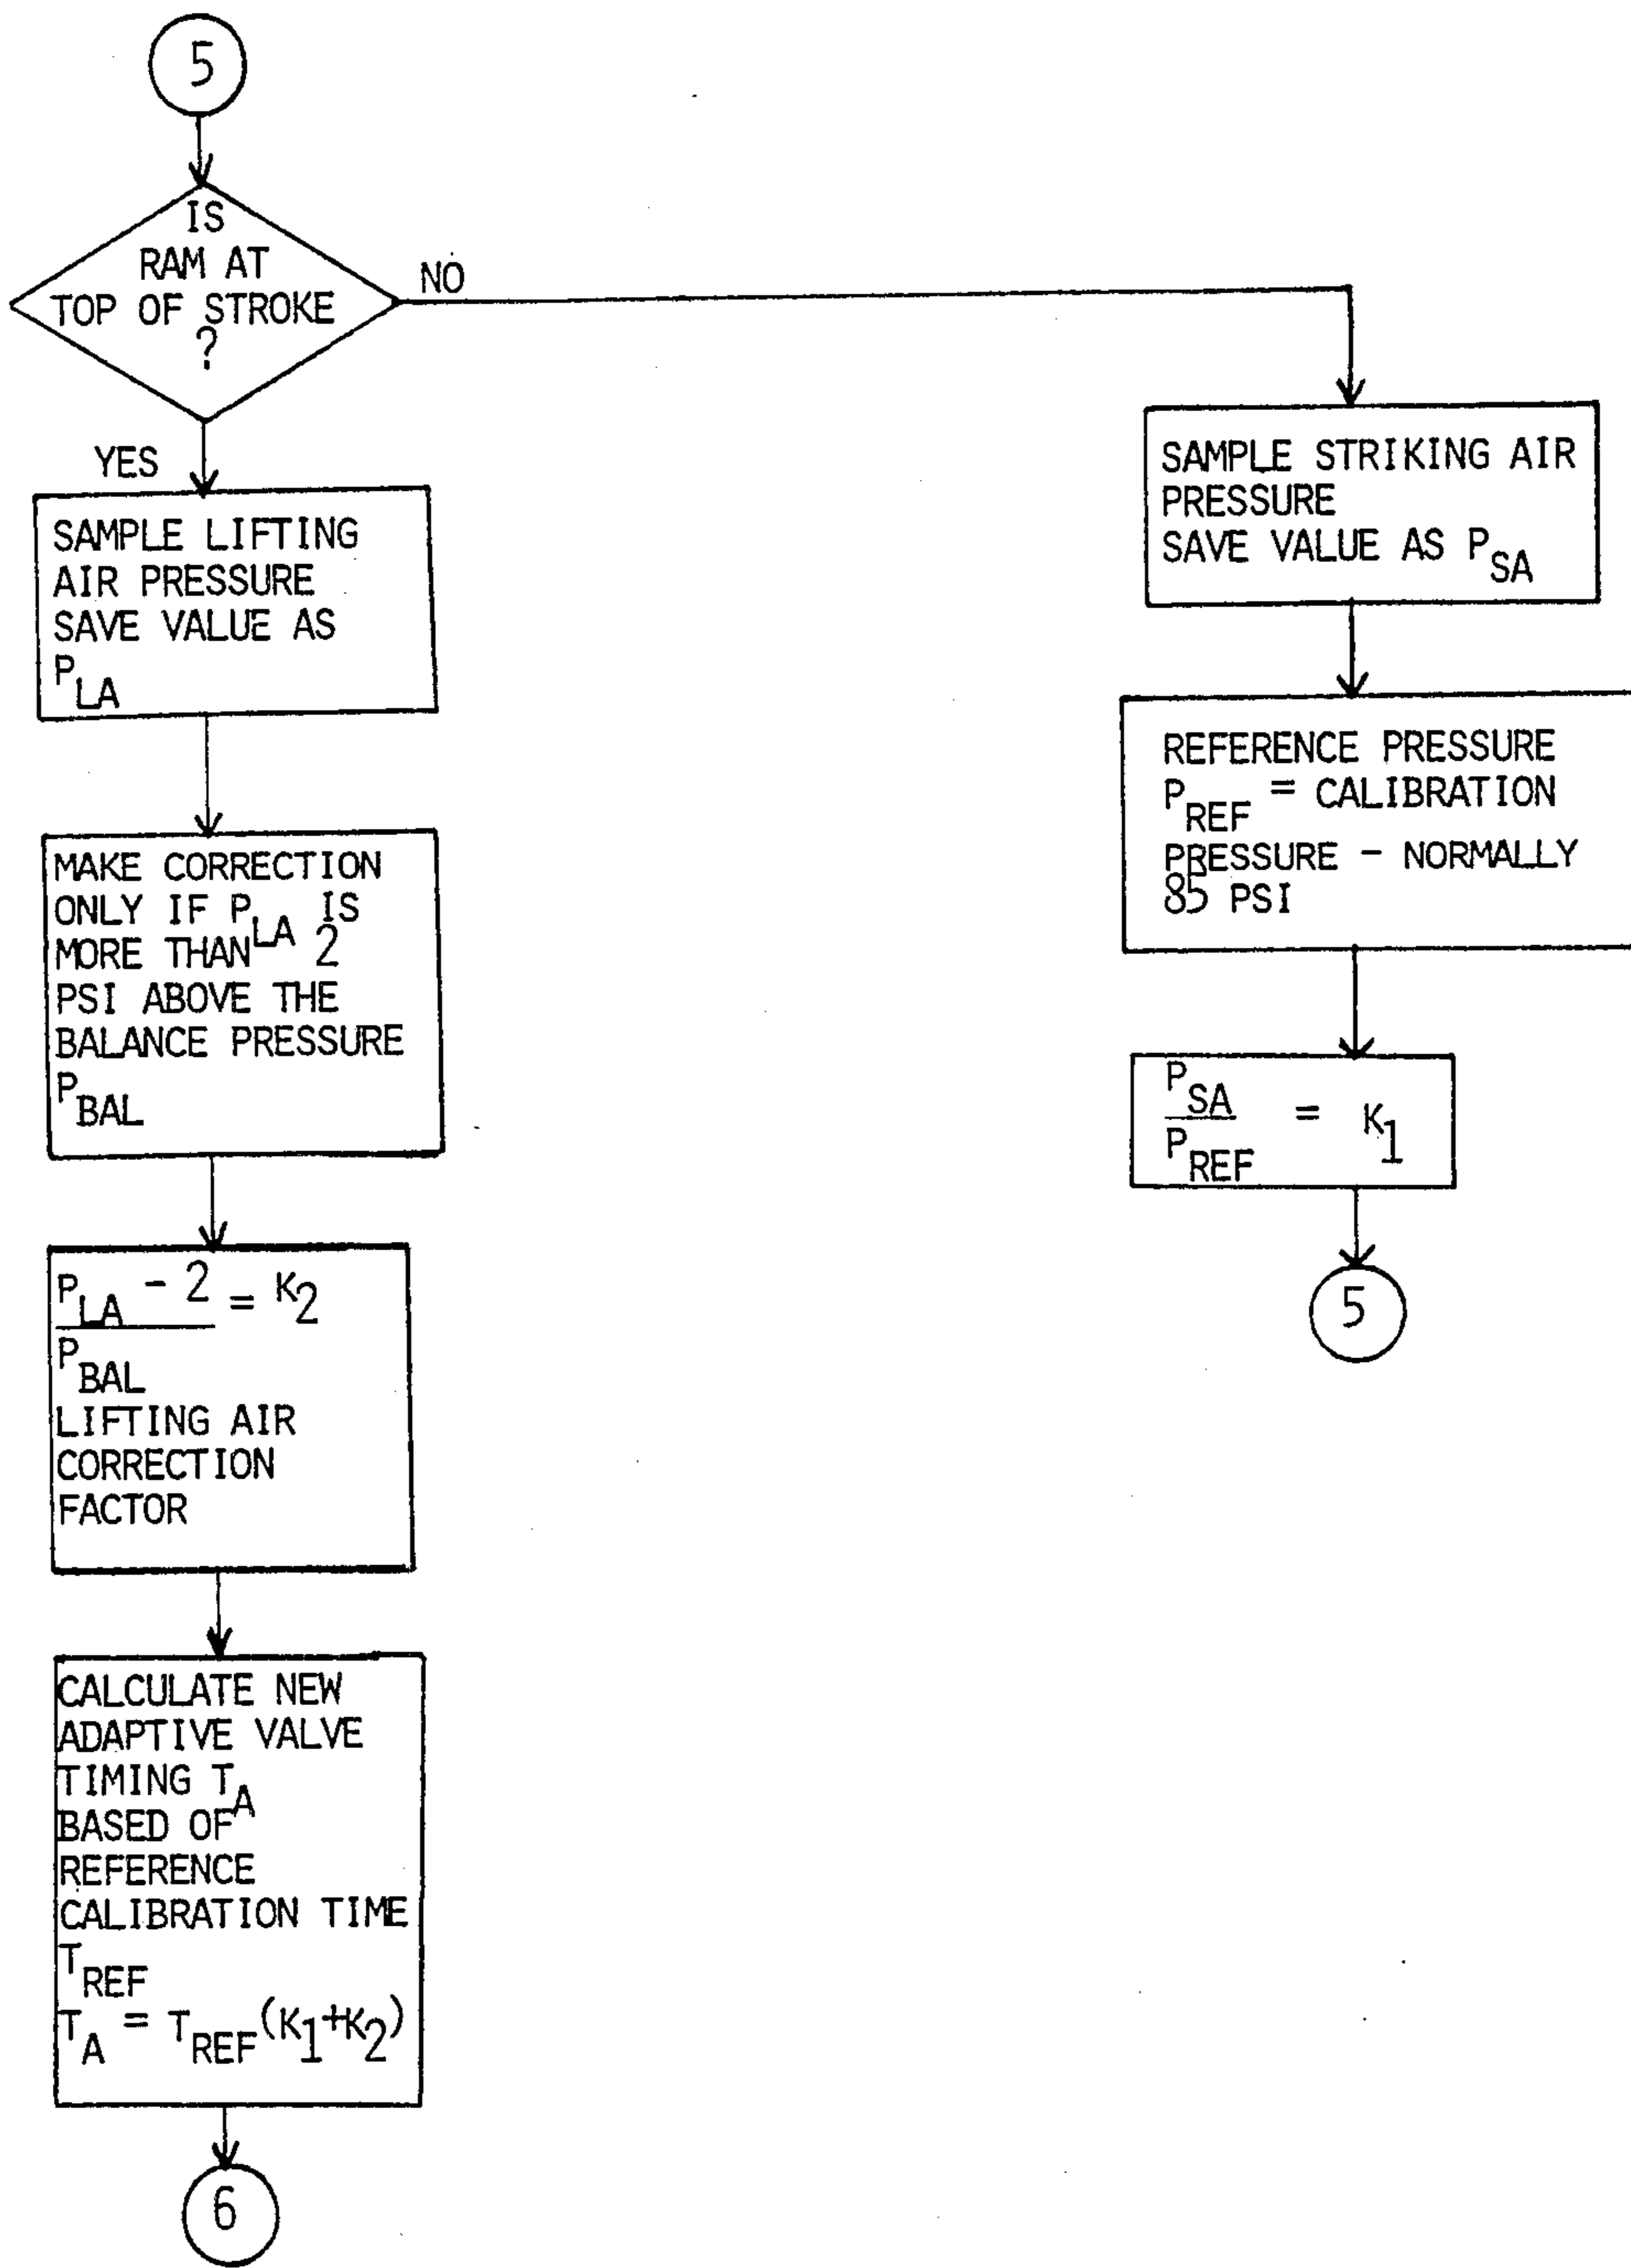 5
IS
RAM AT
TOP OF STROKE
?
NO
YES
SAMPLE LIFTING
AIR PRESSURE
SAVE VALUE AS
P_LA
MAKE CORRECTION
ONLY IF P_LA IS
MORE THAN 2
PSI ABOVE THE
BALANCE PRESSURE
P_BAL
P_LA - 2 = K_2
P_BAL
LIFTING AIR
CORRECTION
FACTOR
CALCULATE NEW
ADAPTIVE VALVE
TIMING T_A
BASED OF
REFERENCE
CALIBRATION TIME
T_REF
T_A = T_REF(K_1+K_2)
6
SAMPLE STRIKING AIR
PRESSURE
SAVE VALUE AS P_SA
REFERENCE PRESSURE
P_REF = CALIBRATION
PRESSURE - NORMALLY
85 PSI
P_SA = K_1
P_REF
5